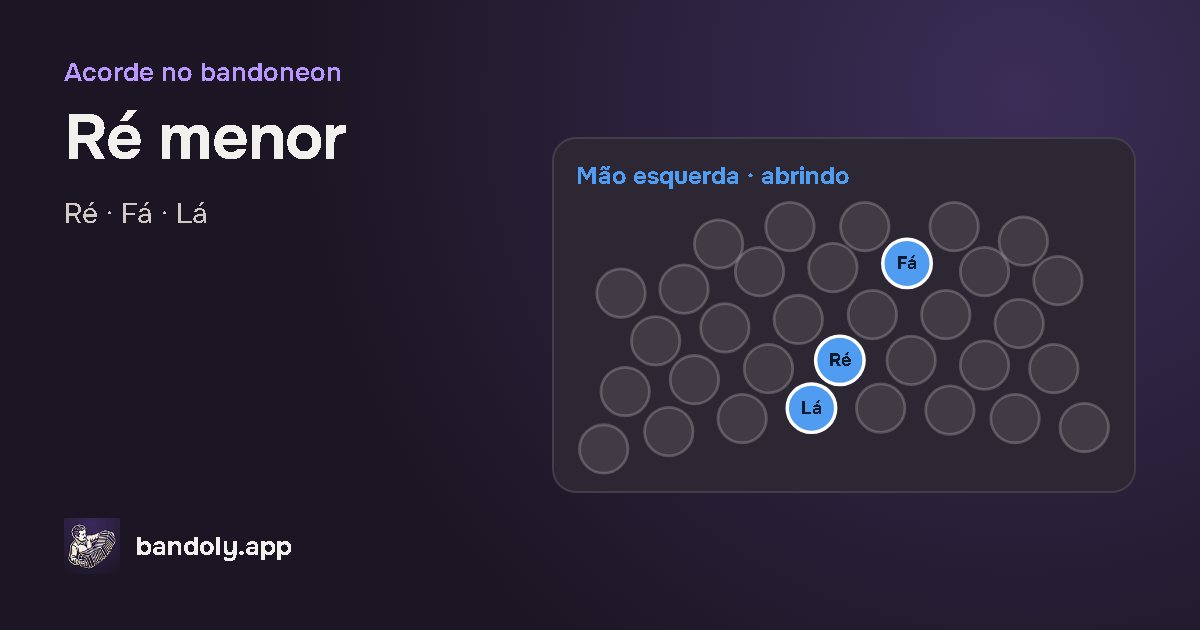 Acorde no bandoneon
Ré menor
Ré · Fá · Lá
Mão esquerda · abrindo
Fá
Ré
Lá
bandoly.app